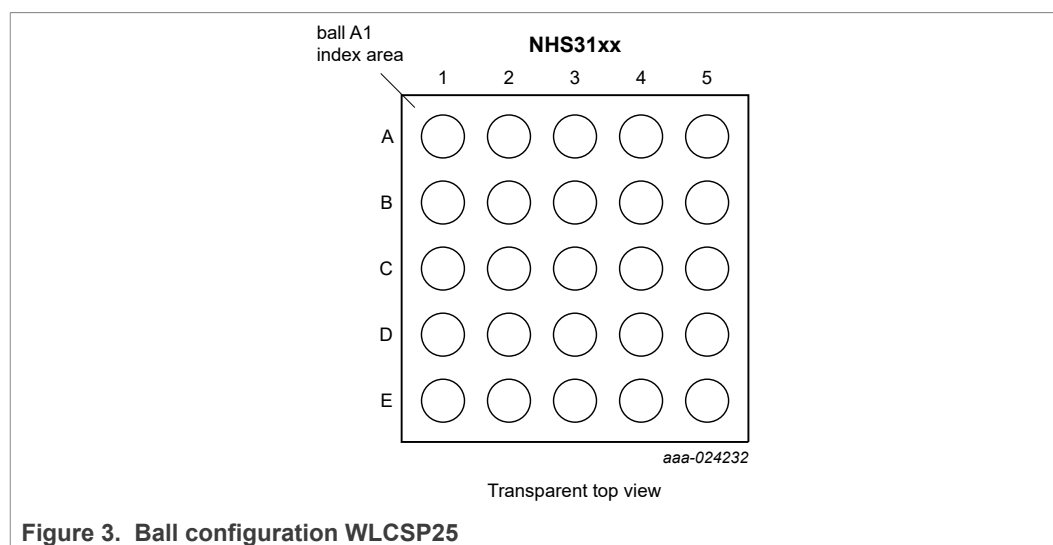 ball A1
index area
NHS31xx
1 2 3 4 5
A
B
C
D
E
aaa-024232
Transparent top view
Figure 3. Ball configuration WLCSP25